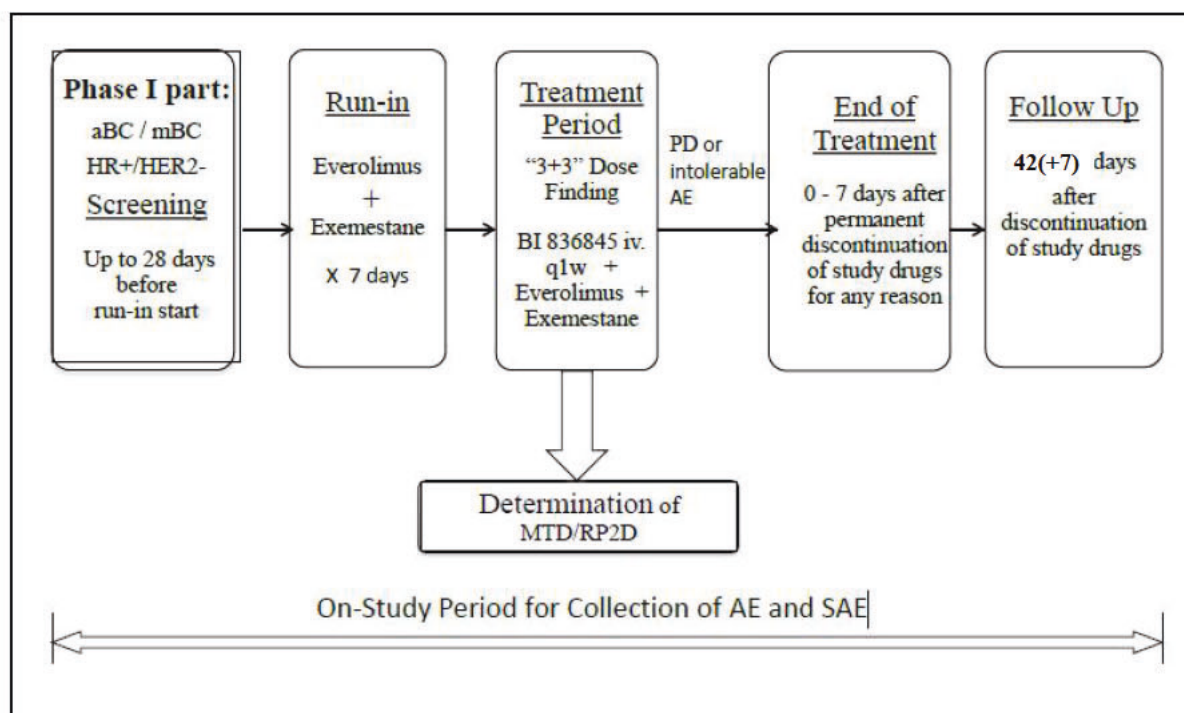 Phase I part:
aBC / mBC
HR+/HER2-
Screening
Up to 28 days
before
run-in start
Run-in
Everolimus
+
Exemestane
X 7 days
Treatment
Period
“3+3” Dose
Finding
BI 836845 iv.
q1w +
Everolimus +
Exemestane
PD or
intolerable
AE
End of
Treatment
0 - 7 days after
permanent
discontinuation
of study drugs
for any reason
Follow Up
42(+7) days
after
discontinuation
of study drugs
Determination of
MTD/RP2D
On-Study Period for Collection of AE and SAE